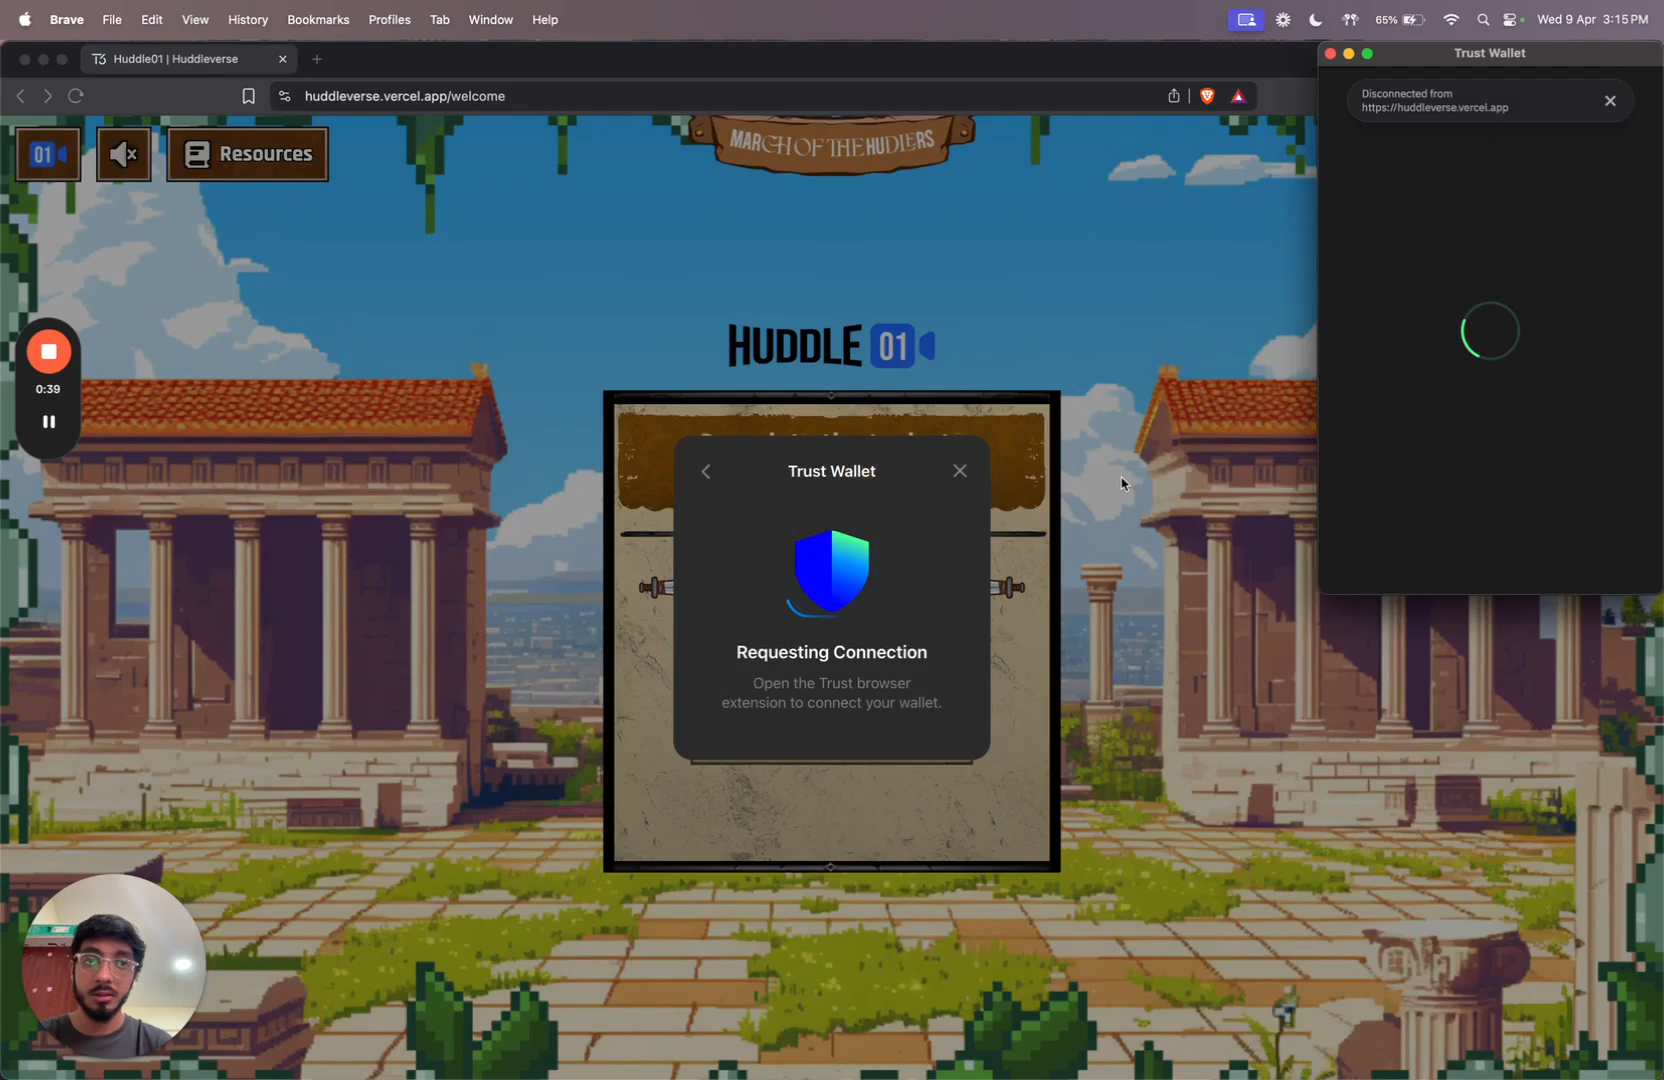 Brave File Edit View History Bookmarks Profiles Tab Window Help
65% Wed 9 Apr 3:15 PM
Huddle01 | Huddleverse
huddleverse.vercel.app/welcome
Trust Wallet
Disconnected from
https://huddleverse.vercel.app
01
Resources
MARCH OF THE HUDLERS
HUDDLE 01
0:39
Trust Wallet
Requesting Connection
Open the Trust browser
extension to connect your wallet.